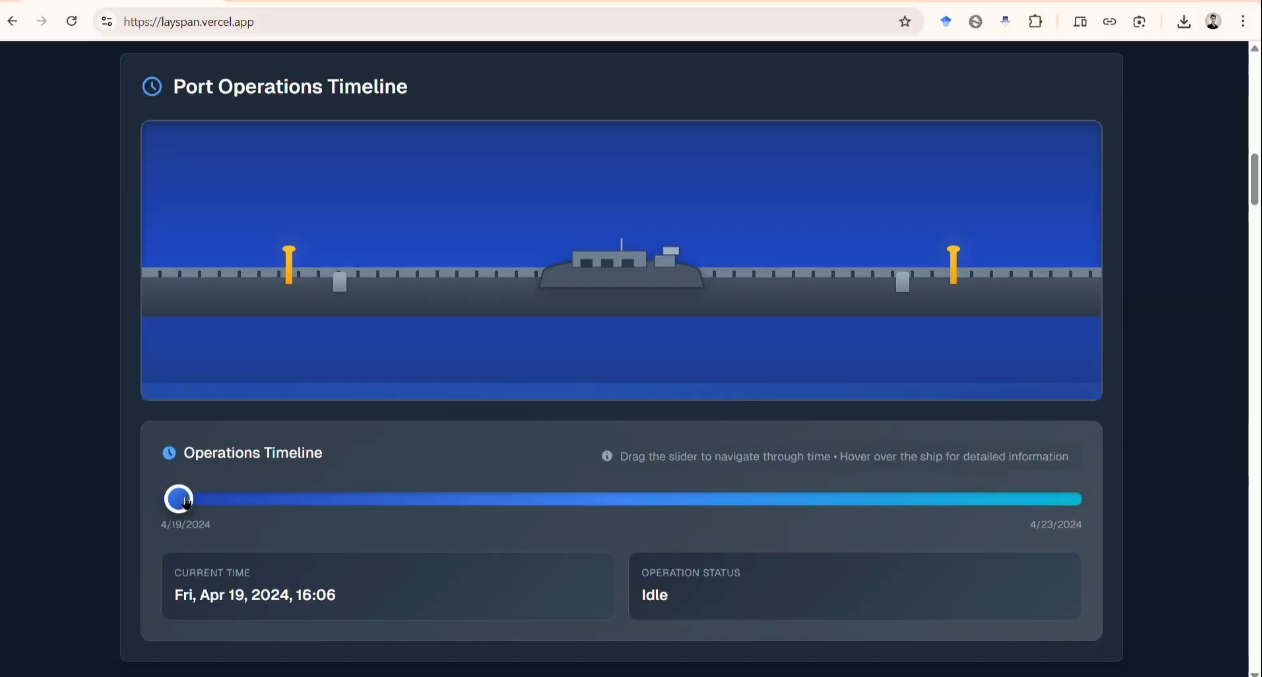 https://layspan.vercel.app
Port Operations Timeline
Operations Timeline
Drag the slider to navigate through time • Hover over the ship for detailed information
4/19/2024
4/23/2024
CURRENT TIME
Fri, Apr 19, 2024, 16:06
OPERATION STATUS
Idle